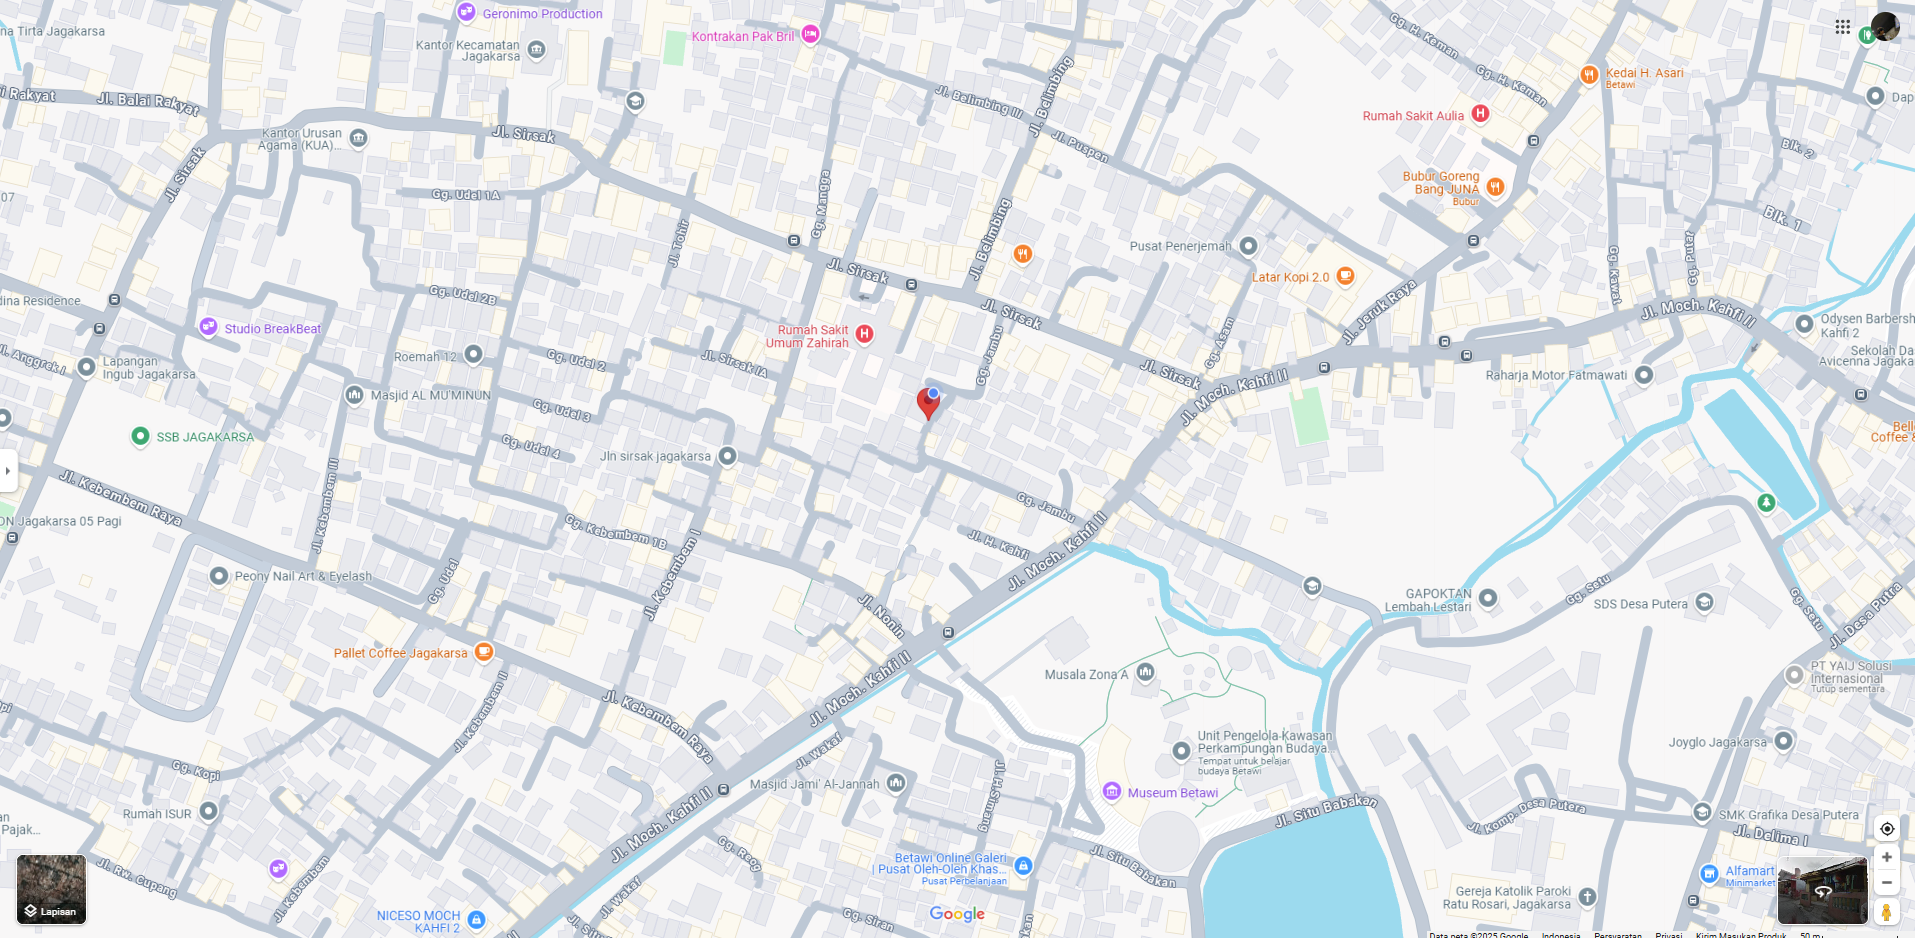 Geronimo Production
na Tirta Jagakarsa
Kontrakan Pak Bril
Kantor Kecamatan
Jagakarsa
Gg. H. Keman
Gg. H. Keman
Kedai H. Asari
Betawi
Dap
i Rakyat
Jl. Balai Rakyat
Jl. Belimbing III
Jl. Belimbing
Rumah Sakit Aulia
Kantor Urusan
Agama (KUA)...
Jl. Sirsak
Jl. Puspen
Blk. 2
Jl. Sirsak
Bubur Goreng
Bang JUNA
Bubur
07
Gg. Udel 1A
Gg. Mangga
Jl. Belimbing
Blk. 1
Jl. Tohir
Pusat Penerjemah
Gg. Putat
Gg. Kawat
Jl. Sirsak
Latar Kopi 2.0
Gg. Udel 2B
dina Residence
Jl. Sirsak
Jl. Jeruk Raya
Jl. Moch. Kahfi II
Studio BreakBeat
Rumah Sakit
Umum Zahirah
Odysen Barbersh
Kahfi 2
Jl. Anggrek I
Lapangan
Ingub Jagakarsa
Roemah 12
Gg. Udel 2
Jl. Sirsak IA
Gg. Jambu
Gg. Asam
Sekolah Das
Avicenna Jagakar
Jl. Sirsak
Raharja Motor Fatmawati
Masjid AL MU'MINUN
Jl. Moch. Kahfi II
Gg. Udel 3
SSB JAGAKARSA
Gg. Udel 4
Jln sirsak jagakarsa
Belle
Coffee &
Jl. Kebembem Raya
Jl. Kebembem III
Gg. Jambu
ON Jagakarsa 05 Pagi
Gg. Kebembem 1B
Jl. H. Kahfi
Jl. Moch. Kahfi II
Peony Nail Art & Eyelash
Gg. Udel
Jl. Kebembem I
Jl. Nonin
GAPOKTAN
Lembah Lestari
Gg. Setu
SDS Desa Putera
Gg. Setu
Jl. Desa Putra
Pallet Coffee Jagakarsa
Musala Zona A
PT YAIJ Solusi
Internasional
Tutup sementara
Jl. Moch. Kahfi II
Jl. Kebembem II
Jl. Kebembem Raya
pi
Unit Pengelola Kawasan
Perkampungan Budaya...
Tempat untuk belajar
budaya Betawi
Joyglo Jagakarsa
Gg. Kopi
Jl. Wakaf
Masjid Jami' Al-Jannah
Jl. H. Sinang
Museum Betawi
Rumah ISUR
Jl. Moch. Kahfi II
Jl. Situ Babakan
Jl. Komp. Desa Putera
SMK Grafika Desa Putera
an
Pajak...
Jl. Delima I
Gg. Rego
Jl. Rw. Cupang
Betawi Online Galeri
| Pusat Oleh-Oleh Khas...
Pusat Perbelanjaan
Jl. Situ Babakan
Alfamart
Minimarket
Jl. Kebembem
Jl. Wakaf
Gereja Katolik Paroki
Ratu Rosari, Jagakarsa
Lapisan
NICESO MOCH
KAHFI 2
Jl. Situ
Gg. Siran
Google
kan
Data peta ©2025 Google
Indonesia
Persyaratan
Privasi
Kirim Masukan Produk
50 m